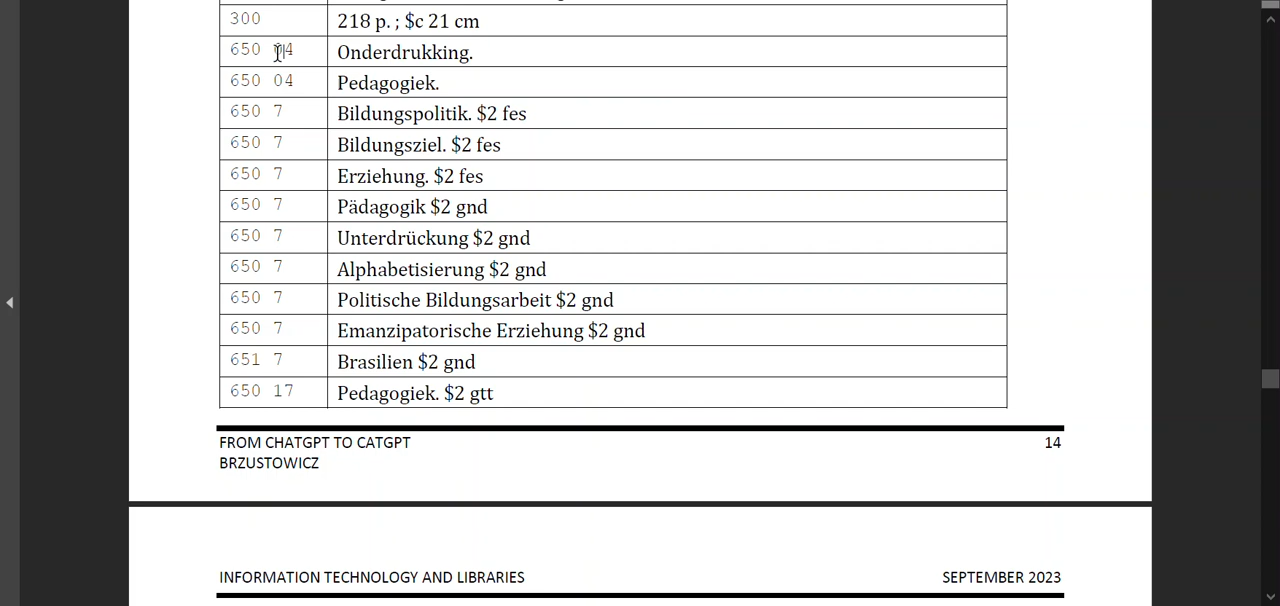 300 218 p. ; $c 21 cm
650 04 Onderdrukking.
650 04 Pedagogiek.
650 7 Bildungspolitik. $2 fes
650 7 Bildungsziel. $2 fes
650 7 Erziehung. $2 fes
650 7 Pädagogik $2 gnd
650 7 Unterdrückung $2 gnd
650 7 Alphabetisierung $2 gnd
650 7 Politische Bildungsarbeit $2 gnd
650 7 Emanzipatorische Erziehung $2 gnd
651 7 Brasilien $2 gnd
650 17 Pedagogiek. $2 gtt
FROM CHATGPT TO CATGPT 14
BRZUSTOWICZ
INFORMATION TECHNOLOGY AND LIBRARIES SEPTEMBER 2023